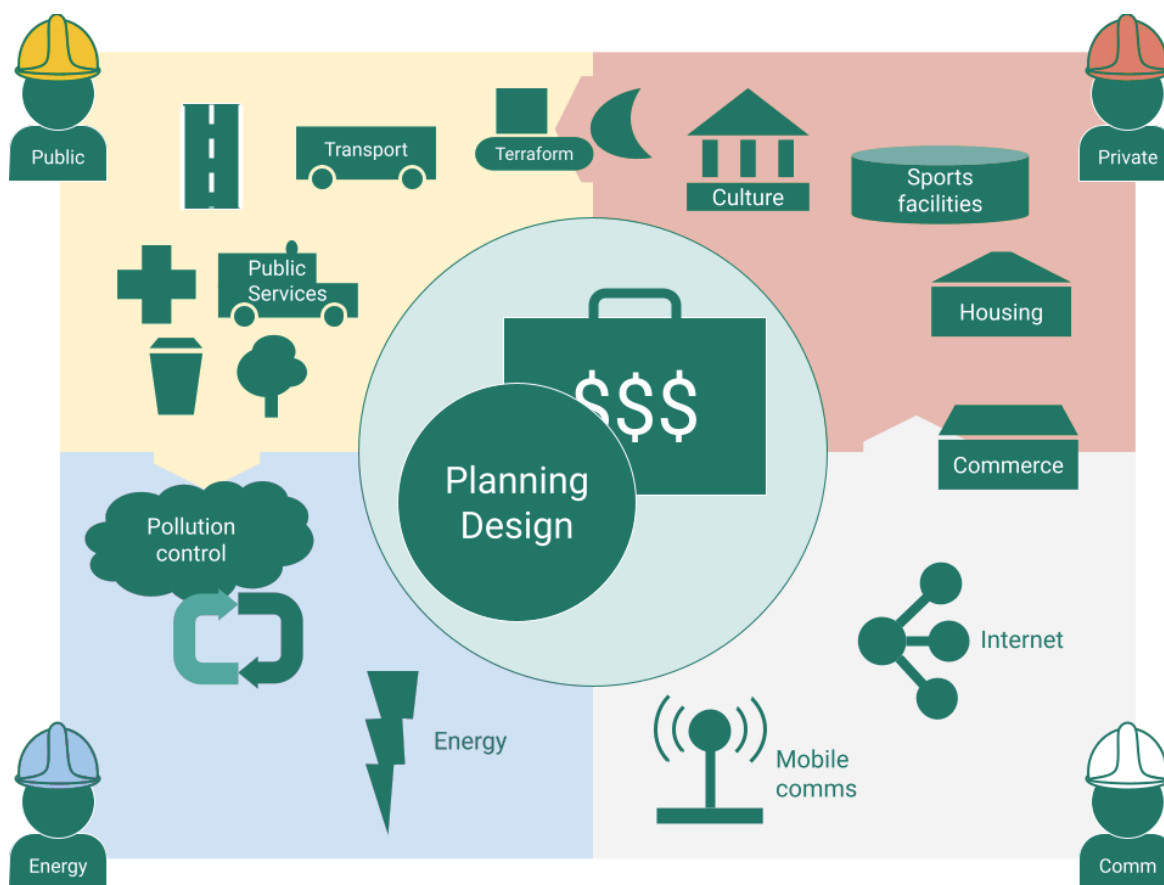 Public
Transport
Terraform
Culture
Sports
facilities
Private
Public
Services
Housing
$$$
Planning
Design
Commerce
Pollution
control
Internet
Energy
Mobile
comms
Energy
Comm